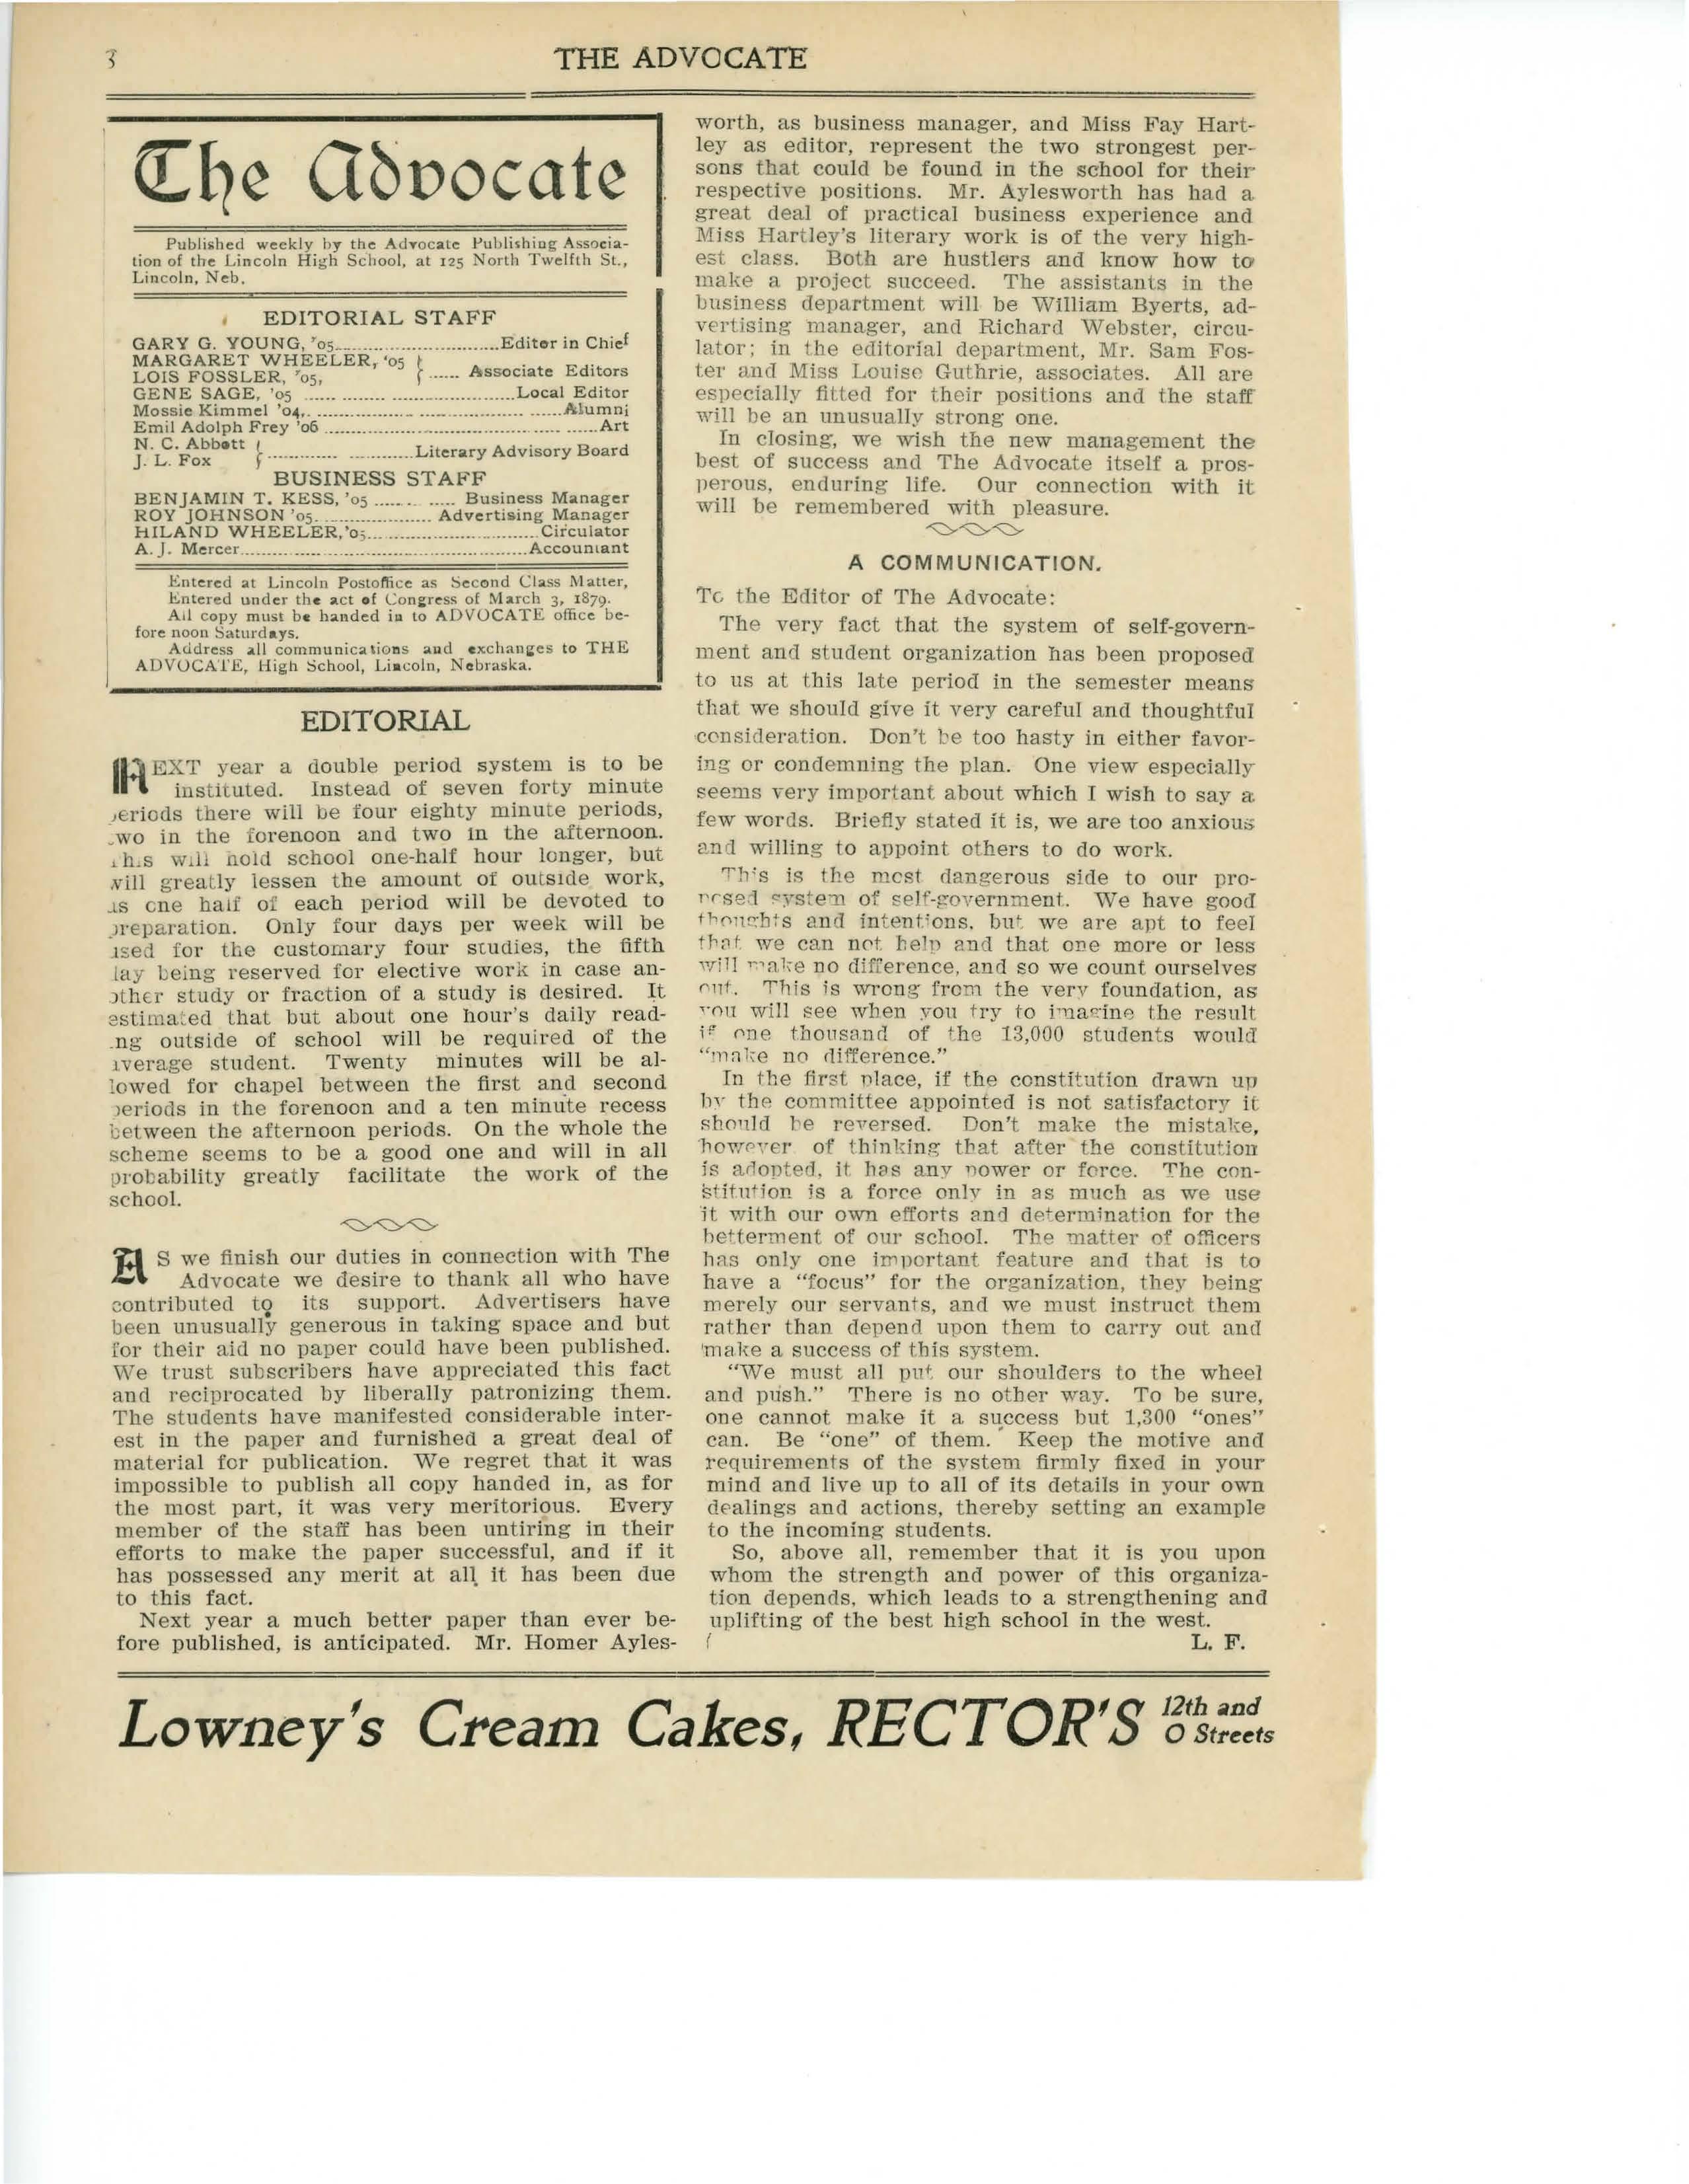 3
THE ADVOCATE
The Advocate
Published weekly by the Advocate Publishing Associa-
tion of the Lincoln High School, at 125 North Twelfth St.,
Lincoln, Neb.
EDITORIAL STAFF
GARY G. YOUNG, '05..............................Editor in Chief
MARGARET WHEELER, '05 }
LOIS FOSSLER, '05, } ...... Associate Editors
GENE SAGE, '05 ...... ........ ......................Local Editor
Mossie Kimmel '04,. ...................... .................. ......Alumni
Emil Adolph Frey '06 ................................. ..... ......Art
N. C. Abbott }
J. L. Fox } ............. ............Literary Advisory Board
BUSINESS STAFF
BENJAMIN T. KESS, '05 ........ ..... Business Manager
ROY JOHNSON '05...................... Advertising Manager
HILAND WHEELER,'05..............................Circulator
A. J. Mercer....................................................Accountant
Entered at Lincoln Postoffice as Second Class Matter,
Entered under the act of Congress of March 3, 1879.
All copy must be handed in to ADVOCATE office be-
fore noon Saturdays.
Address all communications and exchanges to THE
ADVOCATE, High School, Lincoln, Nebraska.
EDITORIAL
NEXT year a double period system is to be
instituted. Instead of seven forty minute
periods there will be four eighty minute periods,
two in the forenoon and two in the afternoon.
This will hold school one-half hour longer, but
will greatly lessen the amount of outside work,
as one half of each period will be devoted to
preparation. Only four days per week will be
used for the customary four studies, the fifth
day being reserved for elective work in case an-
other study or fraction of a study is desired. It
estimated that but about one hour's daily read-
ing outside of school will be required of the
average student. Twenty minutes will be al-
lowed for chapel between the first and second
periods in the forenoon and a ten minute recess
between the afternoon periods. On the whole the
scheme seems to be a good one and will in all
probability greatly facilitate the work of the
school.
AS we finish our duties in connection with The
Advocate we desire to thank all who have
contributed to its support. Advertisers have
been unusually generous in taking space and but
for their aid no paper could have been published.
We trust subscribers have appreciated this fact
and reciprocated by liberally patronizing them.
The students have manifested considerable inter-
est in the paper and furnished a great deal of
material for publication. We regret that it was
impossible to publish all copy handed in, as for
the most part, it was very meritorious. Every
member of the staff has been untiring in their
efforts to make the paper successful, and if it
has possessed any merit at all it has been due
to this fact.
Next year a much better paper than ever be-
fore published, is anticipated. Mr. Homer Ayles-
worth, as business manager, and Miss Fay Hart-
ley as editor, represent the two strongest per-
sons that could be found in the school for their
respective positions. Mr. Aylesworth has had a
great deal of practical business experience and
Miss Hartley's literary work is of the very high-
est class. Both are hustlers and know how to
make a project succeed. The assistants in the
business department will be William Byerts, ad-
vertising manager, and Richard Webster, circu-
lator; in the editorial department, Mr. Sam Fos-
ter and Miss Louise Guthrie, associates. All are
especially fitted for their positions and the staff
will be an unusually strong one.
In closing, we wish the new management the
best of success and The Advocate itself a pros-
perous, enduring life. Our connection with it
will be remembered with pleasure.
A COMMUNICATION.
To the Editor of The Advocate:
The very fact that the system of self-govern-
ment and student organization has been proposed
to us at this late period in the semester means
that we should give it very careful and thoughtful
consideration. Don't be too hasty in either favor-
ing or condemning the plan. One view especially
seems very important about which I wish to say a
few words. Briefly stated it is, we are too anxious
and willing to appoint others to do work.
This is the most dangerous side to our pro-
posed system of self-government. We have good
thoughts and intentions, but we are apt to feel
that we can not help and that one more or less
will make no difference, and so we count ourselves
out. This is wrong from the very foundation, as
you will see when you try to imagine the result
if one thousand of the 13,000 students would
"make no difference."
In the first place, if the constitution drawn up
by the committee appointed is not satisfactory it
should be reversed. Don't make the mistake,
however of thinking that after the constitution
is adopted, it has any power or force. The con-
stitution is a force only in as much as we use
it with our own efforts and determination for the
betterment of our school. The matter of officers
has only one important feature and that is to
have a "focus" for the organization, they being
merely our servants, and we must instruct them
rather than depend upon them to carry out and
make a success of this system.
"We must all put our shoulders to the wheel
and push." There is no other way. To be sure,
one cannot make it a success but 1,300 "ones"
can. Be "one" of them. Keep the motive and
requirements of the system firmly fixed in your
mind and live up to all of its details in your own
dealings and actions, thereby setting an example
to the incoming students.
So, above all, remember that it is you upon
whom the strength and power of this organiza-
tion depends, which leads to a strengthening and
uplifting of the best high school in the west.
L. F.
Lowney's Cream Cakes, RECTOR'S 12th and
O Streets